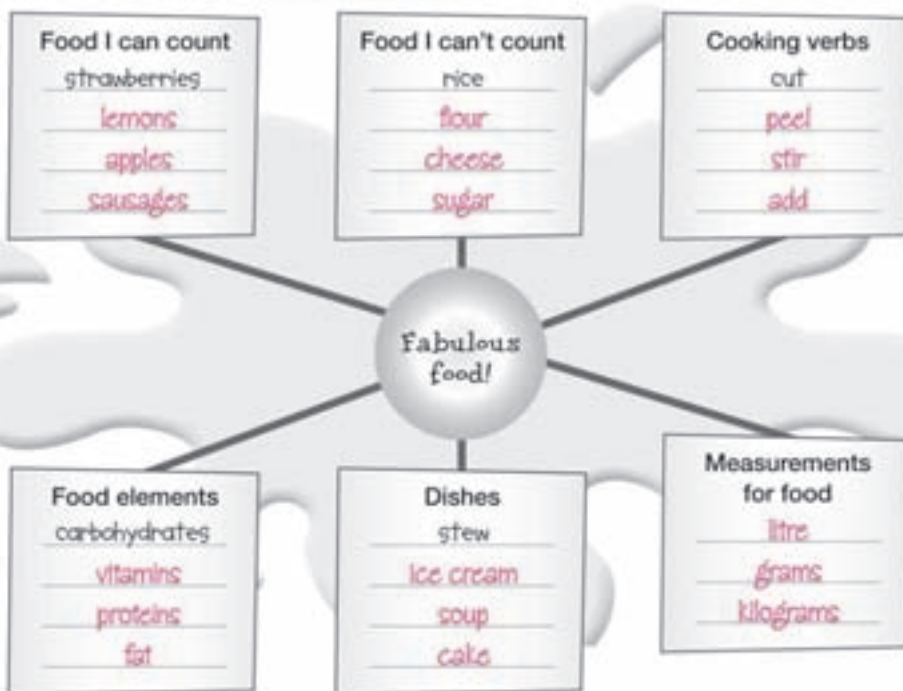 Food I can count
strawberries
lemons
apples
sausages
Food I can't count
rice
flour
cheese
sugar
Cooking verbs
cut
peel
stir
add
Fabulous
food!
Food elements
carbohydrates
vitamins
proteins
fat
Dishes
stew
ice cream
soup
cake
Measurements
for food
litre
grams
kilograms